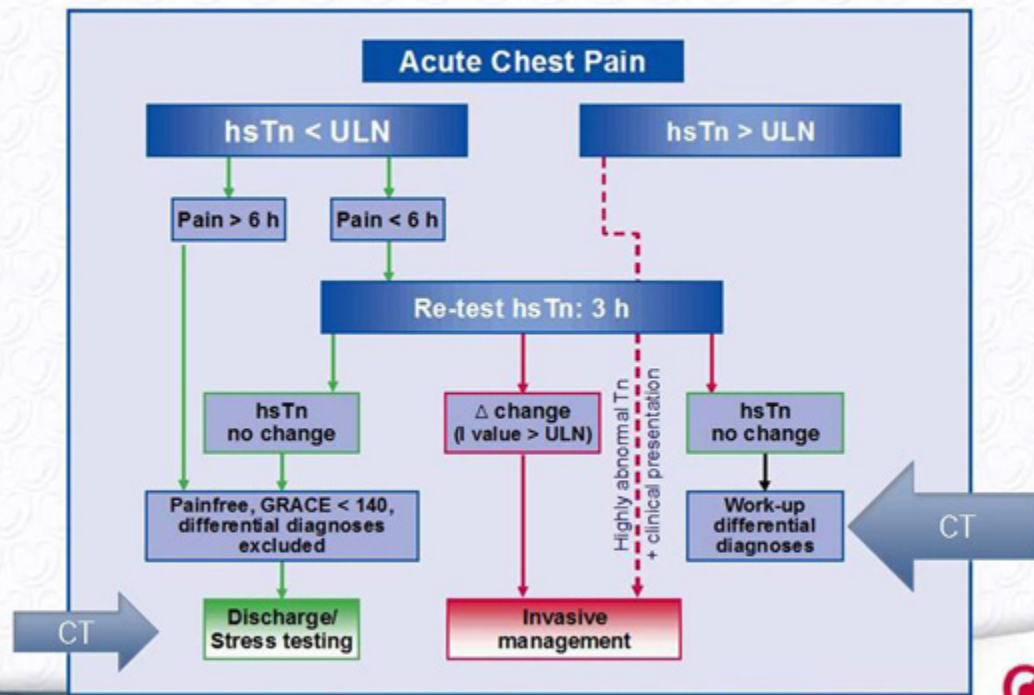 Acute Chest Pain
hsTn < ULN
hsTn > ULN
Pain > 6 h
Pain < 6 h
Re-test hsTn: 3 h
hsTn
no change
Δ change
(I value > ULN)
Highly abnormal Tn
+ clinical presentation
hsTn
no change
Painfree, GRACE < 140,
differential diagnoses
excluded
Work-up
differential
diagnoses
CT
CT
Discharge/
Stress testing
Invasive
management